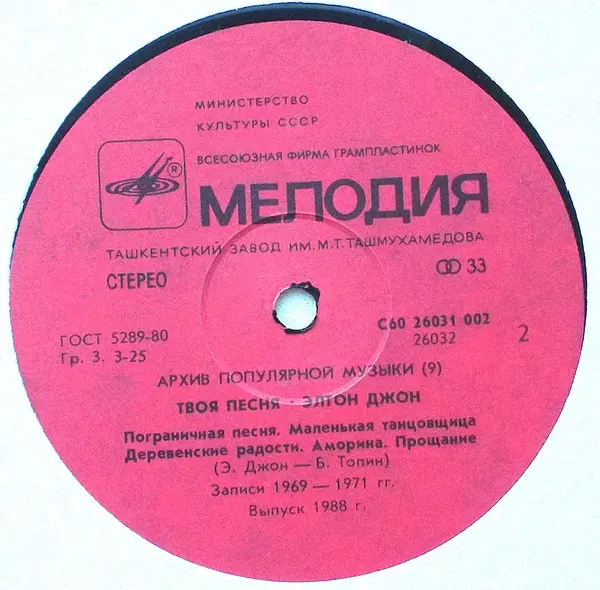 МИНИСТЕРСТВО
КУЛЬТУРЫ СССР
ВСЕСОЮЗНАЯ ФИРМА ГРАМПЛАСТИНОК
®
МЕЛОДИЯ
ТАШКЕНТСКИЙ ЗАВОД ИМ. М.Т. ТАШМУХАМЕДОВА
СТЕРЕО
33
ГОСТ 5289-80
Гр. 3. 3-25
С60 26031 002
26032
2
АРХИВ ПОПУЛЯРНОЙ МУЗЫКИ (9)
ТВОЯ ПЕСНЯ - ЭЛТОН ДЖОН
Пограничная песня. Маленькая танцовщица
Деревенские радости. Аморина. Прощание
(Э. Джон — Б. Топин)
Записи 1969 — 1971 гг.
Выпуск 1988 г.